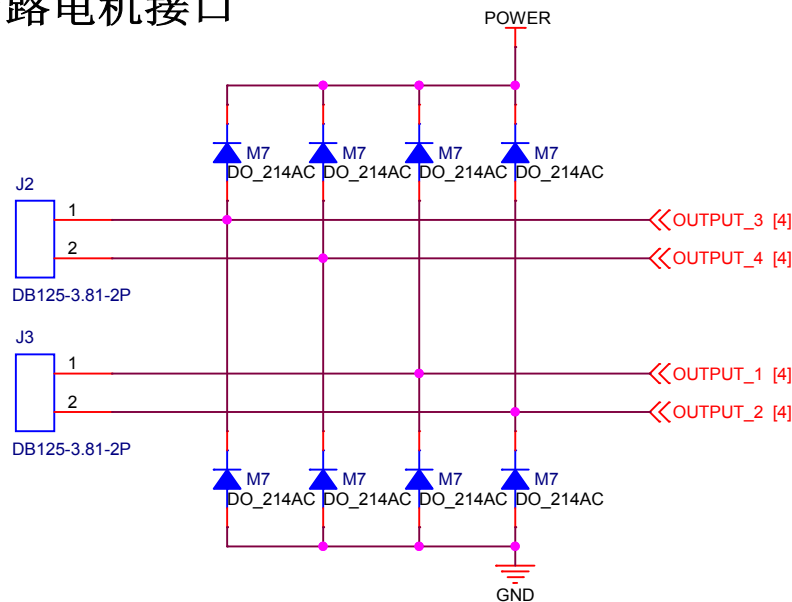 路电机接口
POWER
M7 M7 M7 M7
DO_214AC DO_214AC DO_214AC DO_214AC
J2
1
OUTPUT_3 [4]
2
OUTPUT_4 [4]
DB125-3.81-2P
J3
1
OUTPUT_1 [4]
2
OUTPUT_2 [4]
DB125-3.81-2P
M7 M7 M7 M7
DO_214AC DO_214AC DO_214AC DO_214AC
GND